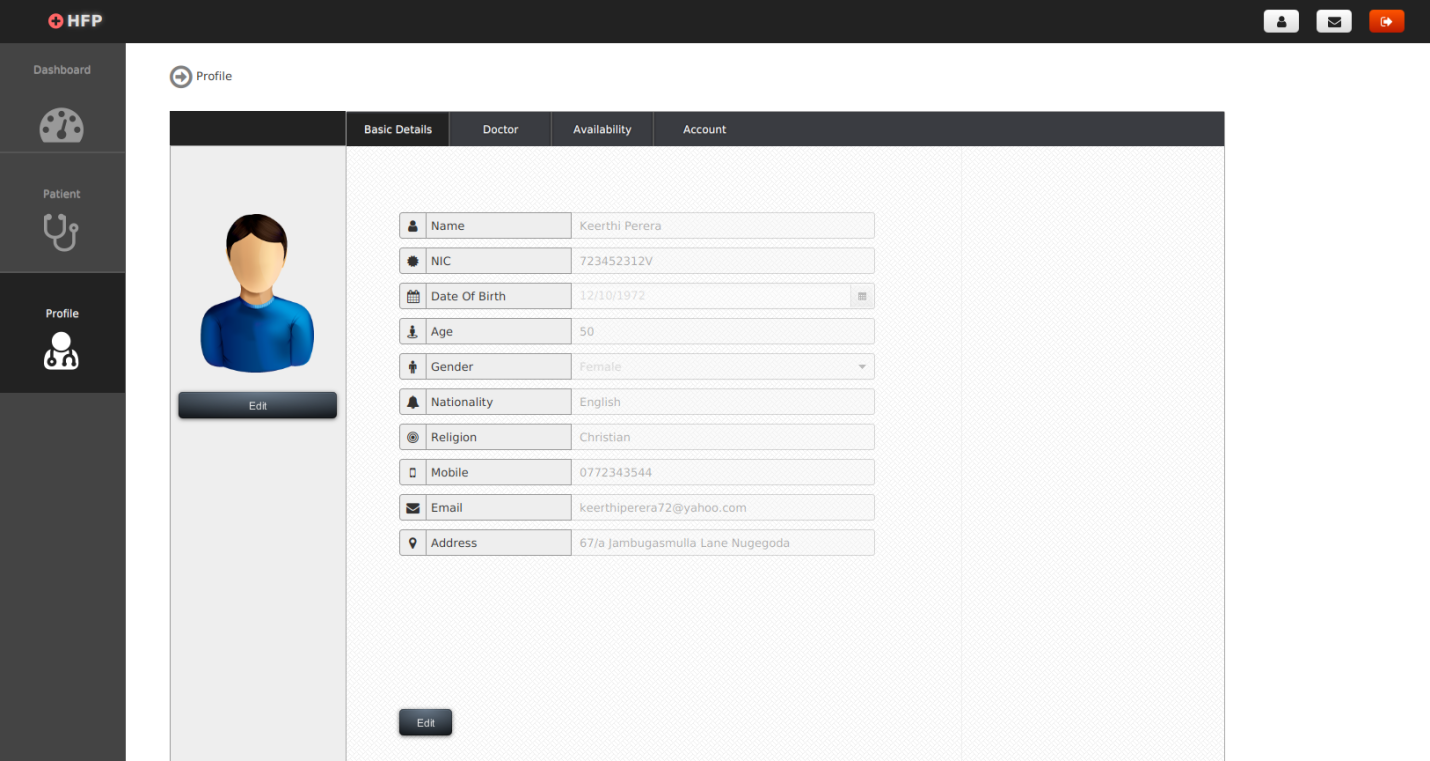 HFP
Dashboard
Patient
Profile
Profile
Basic Details Doctor Availability Account
Edit
Name Keerthi Perera
NIC 723452312V
Date Of Birth 12/10/1972
Age 50
Gender Female
Nationality English
Religion Christian
Mobile 0772343544
Email keerthiperera72@yahoo.com
Address 67/a Jambugasmulla Lane Nugegoda
Edit